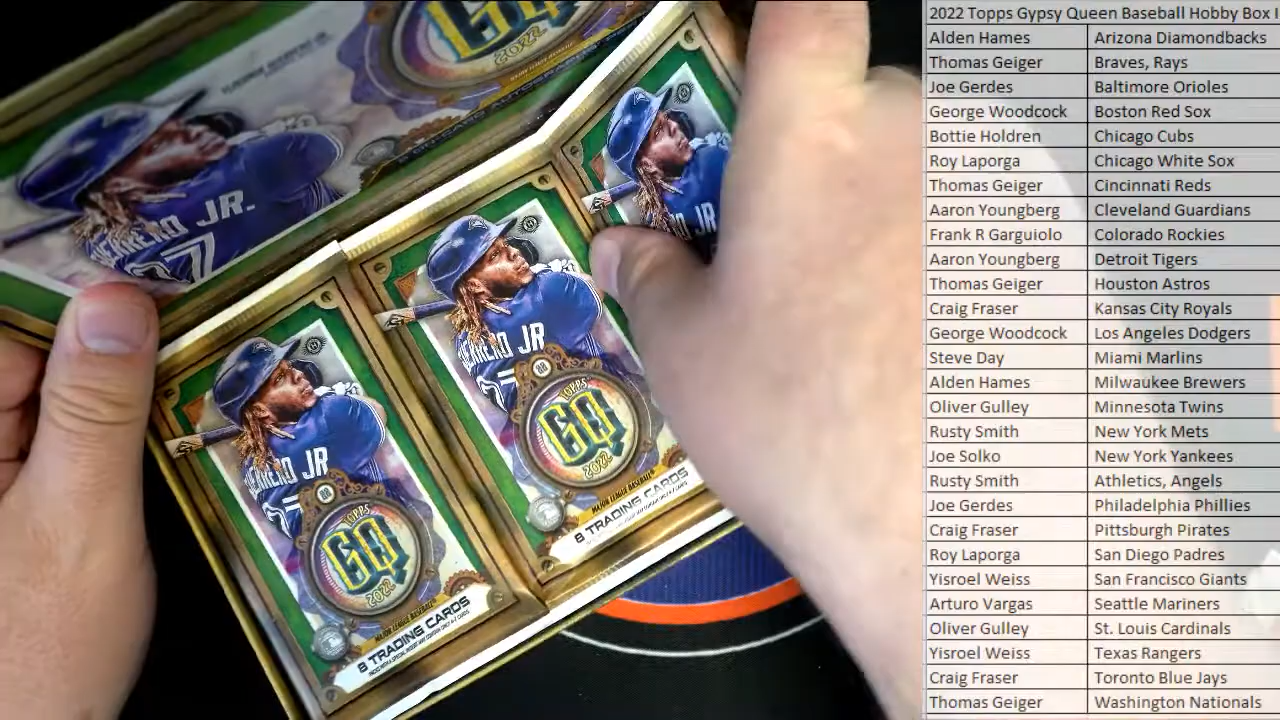 2022 Topps Gypsy Queen Baseball Hobby Box
Alden Hames Arizona Diamondbacks
Thomas Geiger Braves, Rays
Joe Gerdes Baltimore Orioles
George Woodcock Boston Red Sox
Bottie Holdren Chicago Cubs
Roy Laporga Chicago White Sox
Thomas Geiger Cincinnati Reds
Aaron Youngberg Cleveland Guardians
Frank R Garguiolo Colorado Rockies
Aaron Youngberg Detroit Tigers
Thomas Geiger Houston Astros
Craig Fraser Kansas City Royals
George Woodcock Los Angeles Dodgers
Steve Day Miami Marlins
Alden Hames Milwaukee Brewers
Oliver Gulley Minnesota Twins
Rusty Smith New York Mets
Joe Solko New York Yankees
Rusty Smith Athletics, Angels
Joe Gerdes Philadelphia Phillies
Craig Fraser Pittsburgh Pirates
Roy Laporga San Diego Padres
Yisroel Weiss San Francisco Giants
Arturo Vargas Seattle Mariners
Oliver Gulley St. Louis Cardinals
Yisroel Weiss Texas Rangers
Craig Fraser Toronto Blue Jays
Thomas Geiger Washington Nationals
GQ
2022
JR.
7
JR
JR
TOPPS
GQ
2022
MAJOR LEAGUE BASEBALL
8 TRADING CARDS
JR
TOPPS
GQ
2022
MAJOR LEAGUE BASEBALL
8 TRADING CARDS